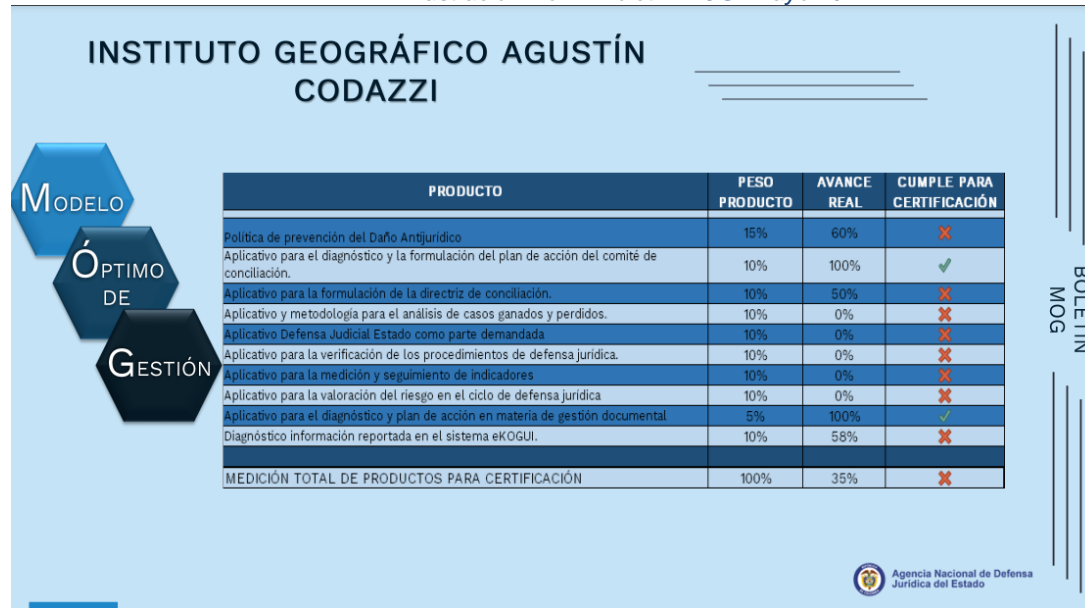 INSTITUTO GEOGRÁFICO AGUSTÍN
CODAZZI
MODELO
ÓPTIMO
DE
GESTIÓN
PRODUCTO PESO PRODUCTO AVANCE REAL CUMPLE PARA CERTIFICACIÓN
Política de prevención del Daño Antijurídico 15% 60% ✖
Aplicativo para el diagnóstico y la formulación del plan de acción del comité de
conciliación. 10% 100% ✔
Aplicativo para la formulación de la directriz de conciliación. 10% 50% ✖
Aplicativo y metodología para el análisis de casos ganados y perdidos. 10% 0% ✖
Aplicativo Defensa Judicial Estado como parte demandada 10% 0% ✖
Aplicativo para la verificación de los procedimientos de defensa jurídica. 10% 0% ✖
Aplicativo para la medición y seguimiento de indicadores 10% 0% ✖
Aplicativo para la valoración del riesgo en el ciclo de defensa jurídica 10% 0% ✖
Aplicativo para el diagnóstico y plan de acción en materia de gestión documental 5% 100% ✓
Diagnóstico información reportada en el sistema eKOGUI. 10% 58% ✖
MEDICIÓN TOTAL DE PRODUCTOS PARA CERTIFICACIÓN 100% 35% ✖
BOLETIN
MOG
Agencia Nacional de Defensa
Jurídica del Estado